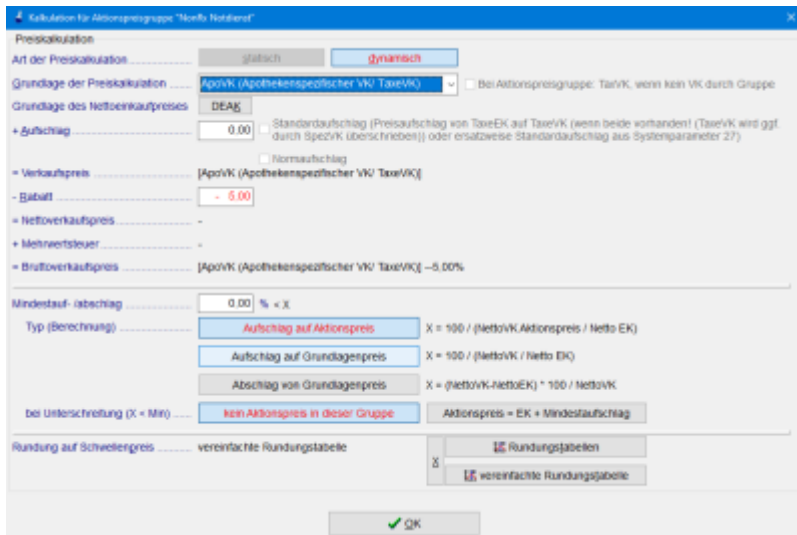 Kalkulation für Aktionspreisgruppe "NonRx Notdienst"
Preiskalkulation
Art der Preiskalkulation statisch dynamisch
Grundlage der Preiskalkulation ApoVK (Apothekenspezifischer VK/ TaxeVK) Bei Aktionspreisgruppe: TaxVK, wenn kein VK durch Gruppe
Grundlage des Nettoeinkaufpreises DEAK
+ Aufschlag 0,00 Standardaufschlag (Preisaufschlag von TaxeEK auf TaxeVK (wenn beide vorhanden! (TaxeVK wird ggf.
durch SpezVK überschrieben)) oder ersatzweise Standardaufschlag aus Systemparameter 27)
Normaufschlag
= Verkaufspreis [ApoVK (Apothekenspezifischer VK/ TaxeVK)]
- Rabatt - 5,00
= Nettoverkaufspreis -
+ Mehrwertsteuer -
= Bruttoverkaufspreis [ApoVK (Apothekenspezifischer VK/ TaxeVK)] --5,00%
Mindestauf- /abschlag 0,00 % < X
Typ (Berechnung) Aufschlag auf Aktionspreis X = 100 / (NettoVK Aktionspreis / Netto EK)
Aufschlag auf Grundlagenpreis X = 100 / (NettoVK / Netto EK)
Abschlag von Grundlagenpreis X = (NettoVK-NettoEK) * 100 / NettoVK
bei Unterschreitung (X < Min) kein Aktionspreis in dieser Gruppe Aktionspreis = EK + Mindestaufschlag
Rundung auf Schwellenpreis vereinfachte Rundungstabelle X Rundungstabellen
vereinfachte Rundungstabelle
OK